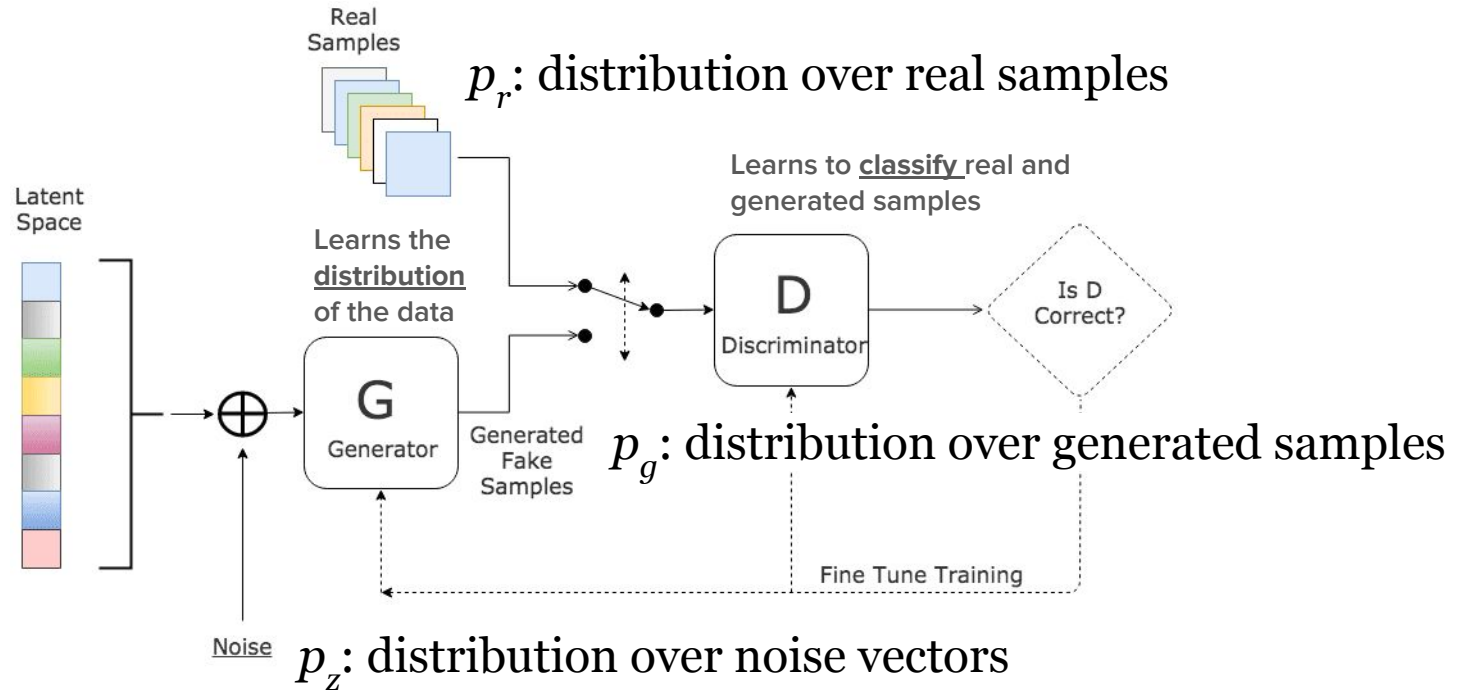 Real
Samples
p_r: distribution over real samples
Learns to classify real and
generated samples
Latent
Space
Learns the
distribution
of the data
D
Discriminator
Is D
Correct?
G
Generator
Generated
Fake
Samples
p_g: distribution over generated samples
Fine Tune Training
Noise
p_z: distribution over noise vectors